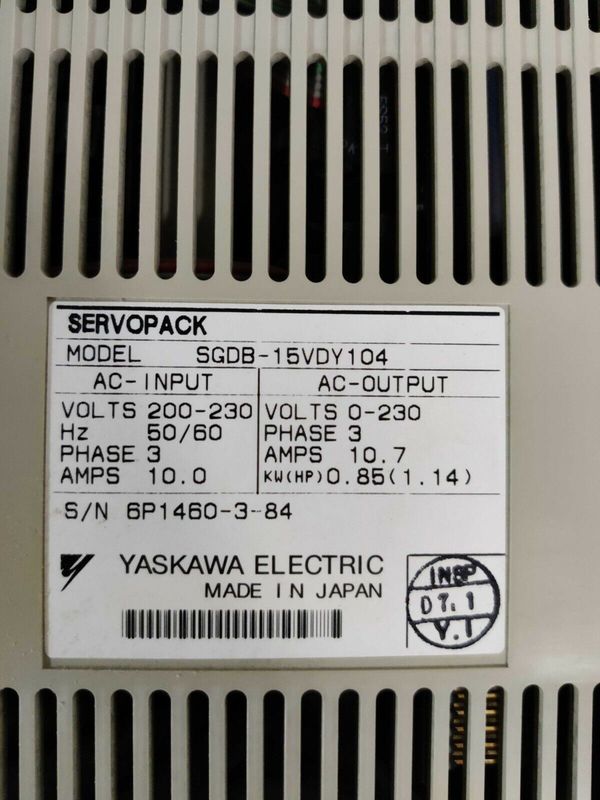 SERVOPACK
MODEL SGDB-15VDY104
AC-INPUT
VOLTS 200-230
Hz 50/60
PHASE 3
AMPS 10.0
AC-OUTPUT
VOLTS 0-230
PHASE 3
AMPS 10.7
KW(HP) 0.85(1.14)
S/N 6P1460-3-84
YASKAWA ELECTRIC
MADE IN JAPAN
INSP
07.1
Y.I